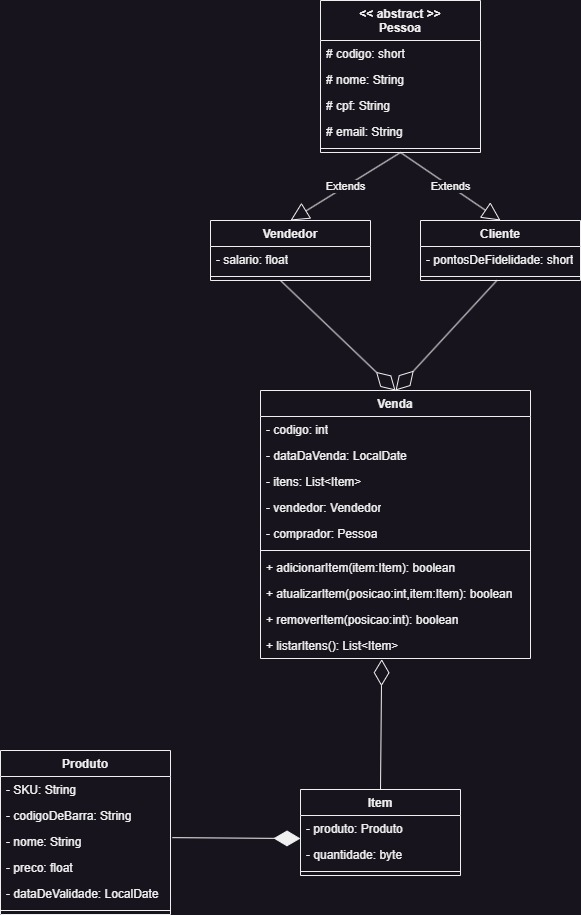 << abstract >>
Pessoa
# codigo: short
# nome: String
# cpf: String
# email: String
Extends
Extends
Vendedor
- salario: float
Cliente
- pontosDeFidelidade: short
Venda
- codigo: int
- dataDaVenda: LocalDate
- itens: List<Item>
- vendedor: Vendedor
- comprador: Pessoa
+ adicionarItem(item:Item): boolean
+ atualizarItem(posicao:int,item:Item): boolean
+ removerItem(posicao:int): boolean
+ listarItens(): List<Item>
Produto
- SKU: String
- codigoDeBarra: String
- nome: String
- preco: float
- dataDeValidade: LocalDate
Item
- produto: Produto
- quantidade: byte